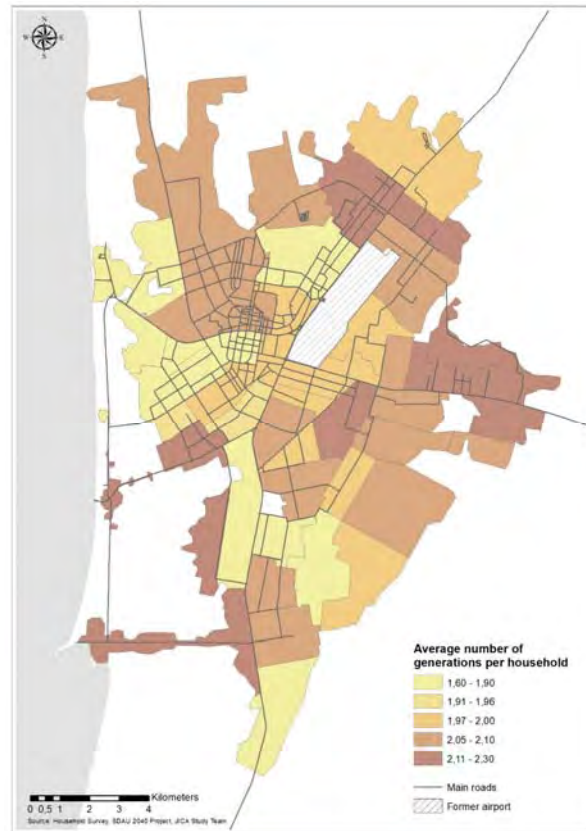 N
W
E
S
Average number of
generations per household
1,60 - 1,90
1,91 - 1,96
1,97 - 2,00
2,05 - 2,10
2,11 - 2,30
Main roads
Former airport
Kilometers
0 0,5 1 2 3 4
Source: Household Survey, SDAU 2040 Project, JICA Study Team